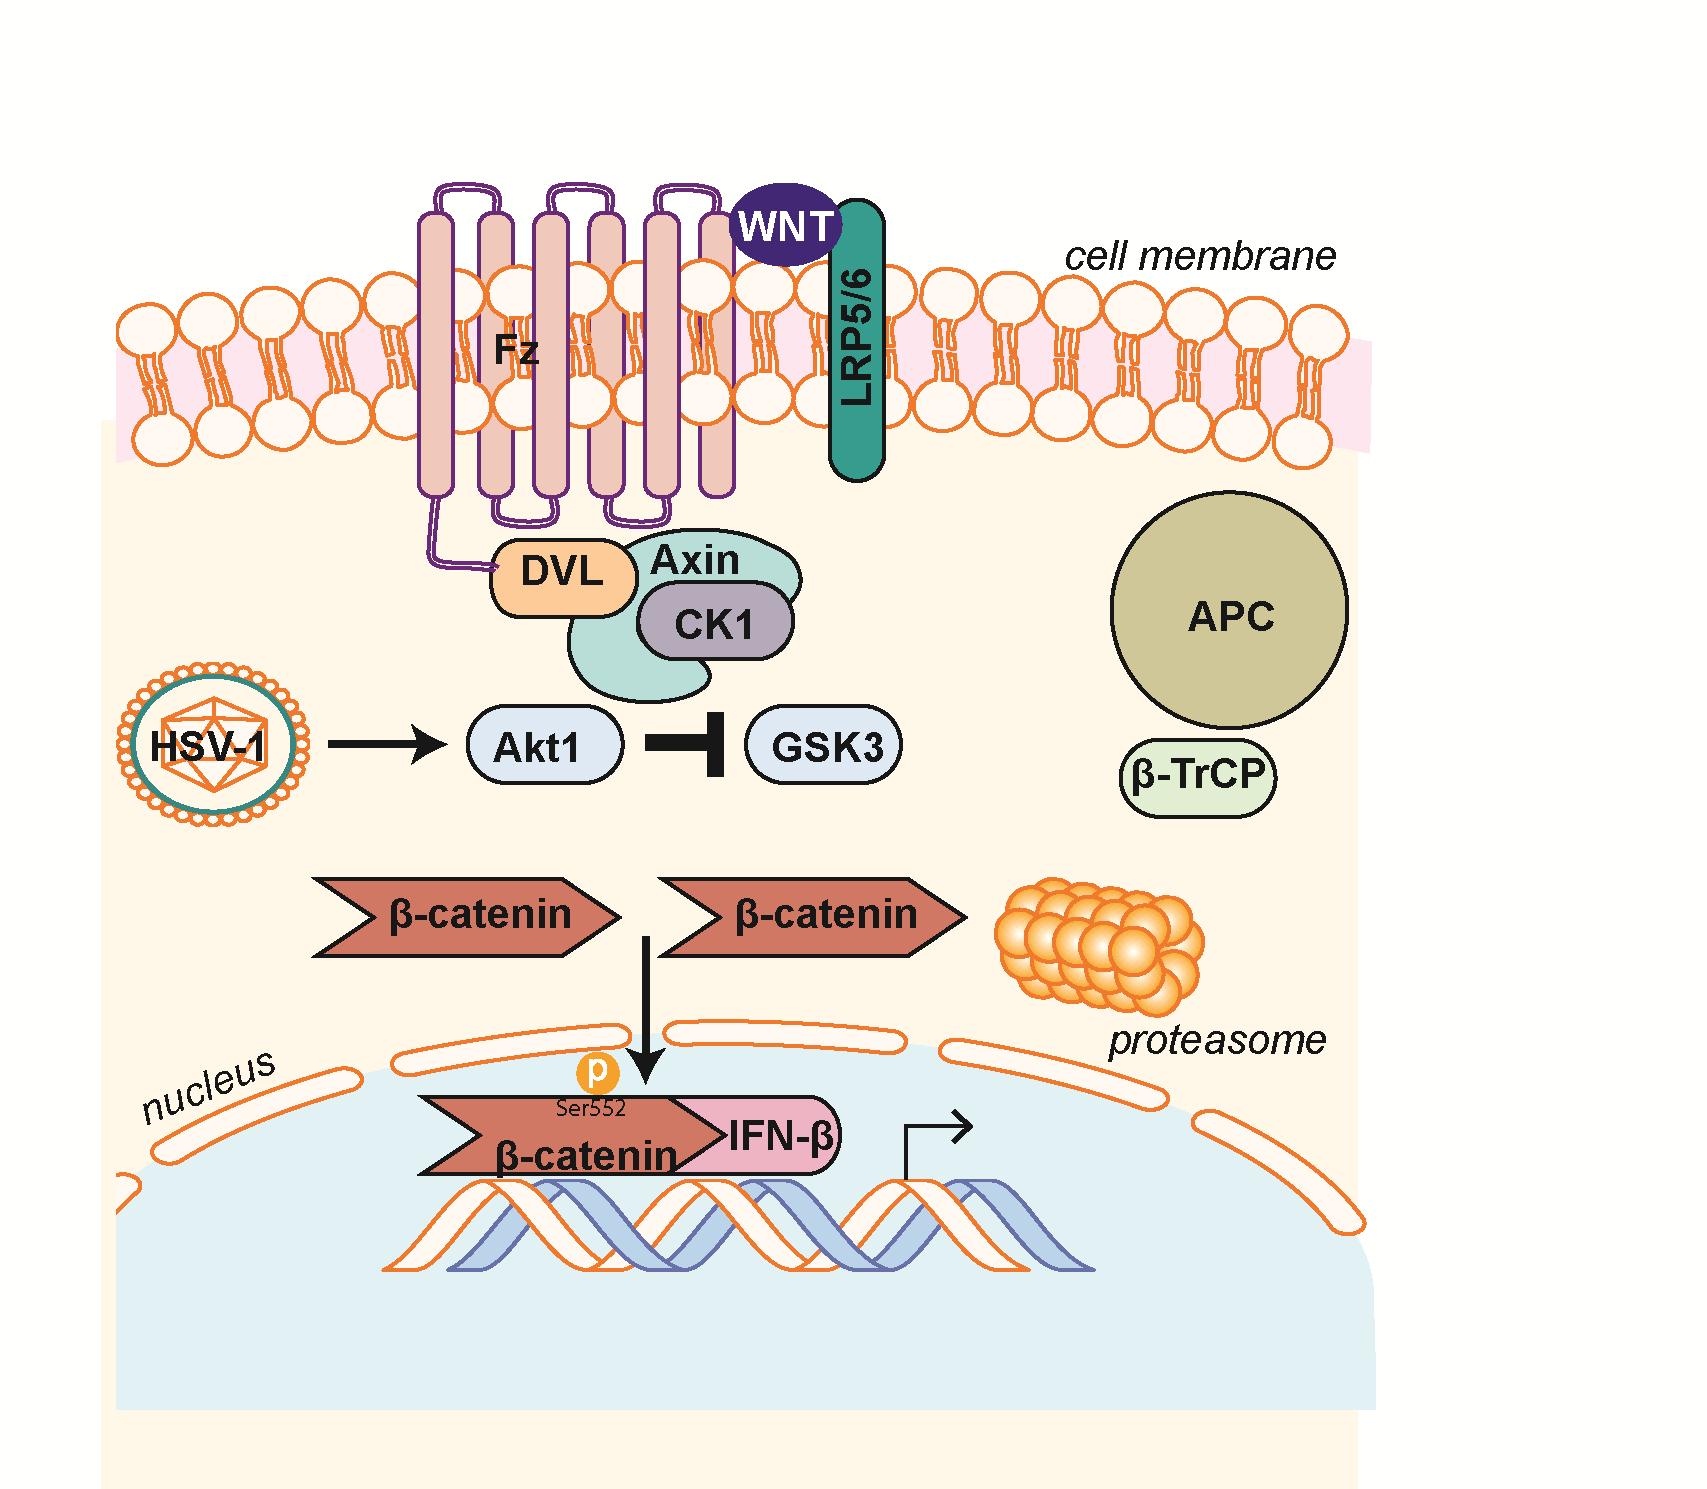 WNT
cell membrane
LRP5/6
Fz
Axin
DVL
CK1
APC
HSV-1
Akt1
GSK3
β-TrCP
β-catenin
β-catenin
proteasome
nucleus
p
Ser552
β-catenin
IFN-β